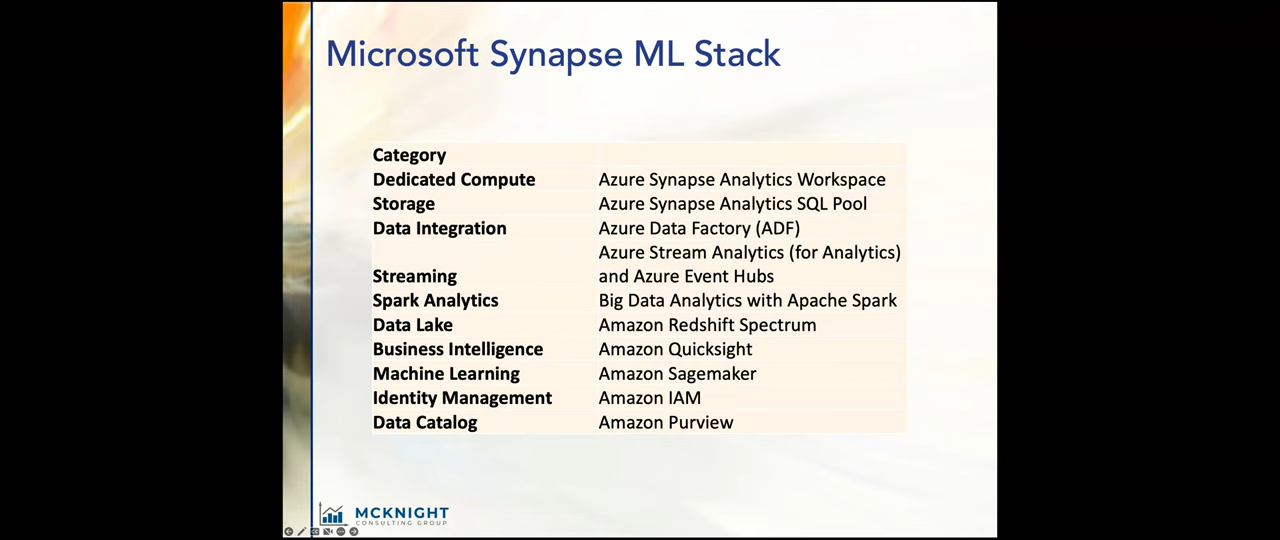 Microsoft Synapse ML Stack
Category
Dedicated Compute Azure Synapse Analytics Workspace
Storage Azure Synapse Analytics SQL Pool
Data Integration Azure Data Factory (ADF)
Azure Stream Analytics (for Analytics)
Streaming and Azure Event Hubs
Spark Analytics Big Data Analytics with Apache Spark
Data Lake Amazon Redshift Spectrum
Business Intelligence Amazon Quicksight
Machine Learning Amazon Sagemaker
Identity Management Amazon IAM
Data Catalog Amazon Purview
MCKNIGHT
CONSULTING GROUP